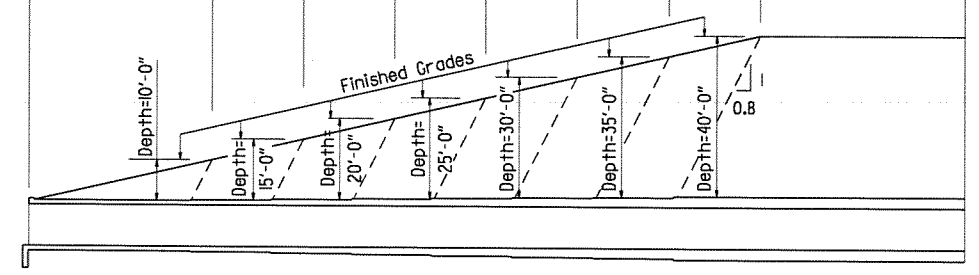 Finished Grades
Depth=10'-0"
Depth=
15'-0"
Depth=
20'-0"
Depth=
25'-0"
Depth=30'-0"
Depth=35'-0"
Depth=40'-0"
1
0.8